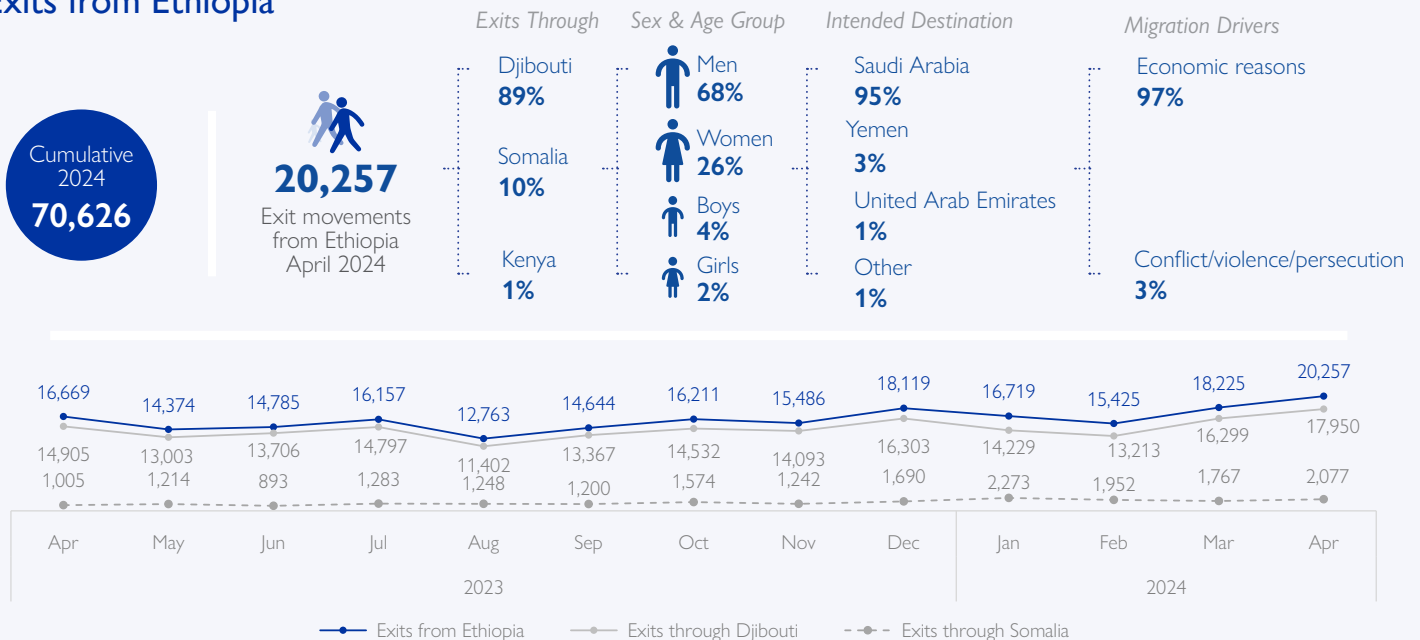 Exits from Ethiopia
Exits Through
Sex & Age Group
Intended Destination
Migration Drivers
Cumulative
2024
70,626
20,257
Exit movements
from Ethiopia
April 2024
Djibouti
89%
Somalia
10%
Kenya
1%
Men
68%
Women
26%
Boys
4%
Girls
2%
Saudi Arabia
95%
Yemen
3%
United Arab Emirates
1%
Other
1%
Economic reasons
97%
Conflict/violence/persecution
3%
16,669 14,374 14,785 16,157 12,763 14,644 16,211 15,486 18,119 16,719 15,425 18,225 20,257
14,905 13,003 13,706 14,797 11,402 13,367 14,532 14,093 16,303 14,229 13,213 16,299 17,950
1,005 1,214 893 1,283 1,248 1,200 1,574 1,242 1,690 2,273 1,952 1,767 2,077
Apr May Jun Jul Aug Sep Oct Nov Dec Jan Feb Mar Apr
2023 2024
Exits from Ethiopia Exits through Djibouti Exits through Somalia